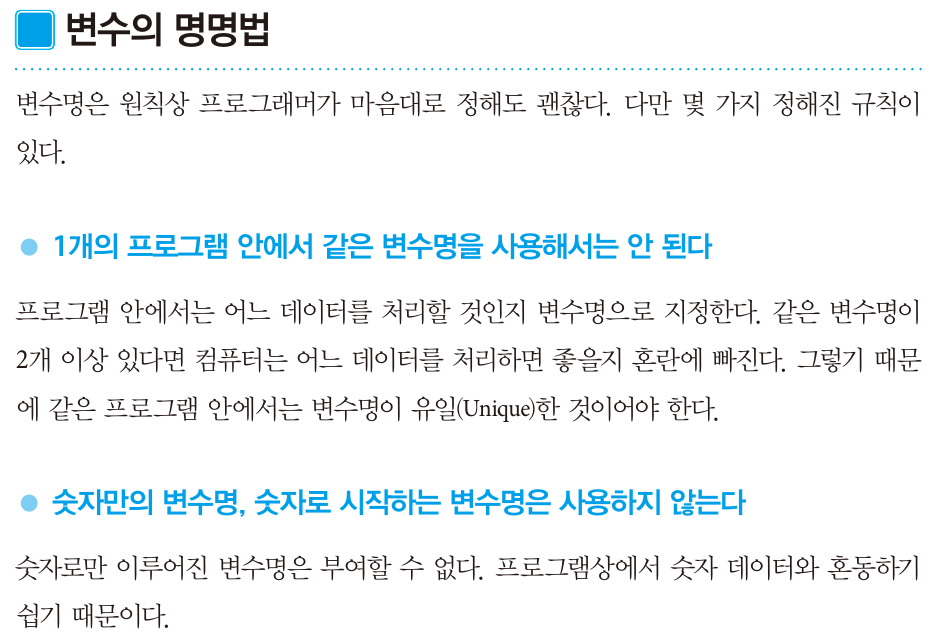 변수의 명명법
변수명은 원칙상 프로그래머가 마음대로 정해도 괜찮다. 다만 몇 가지 정해진 규칙이
있다.
● 1개의 프로그램 안에서 같은 변수명을 사용해서는 안 된다
프로그램 안에서는 어느 데이터를 처리할 것인지 변수명으로 지정한다. 같은 변수명이
2개 이상 있다면 컴퓨터는 어느 데이터를 처리하면 좋을지 혼란에 빠진다. 그렇기 때문
에 같은 프로그램 안에서는 변수명이 유일(Unique)한 것이어야 한다.
● 숫자만의 변수명, 숫자로 시작하는 변수명은 사용하지 않는다
숫자로만 이루어진 변수명은 부여할 수 없다. 프로그램상에서 숫자 데이터와 혼동하기
쉽기 때문이다.